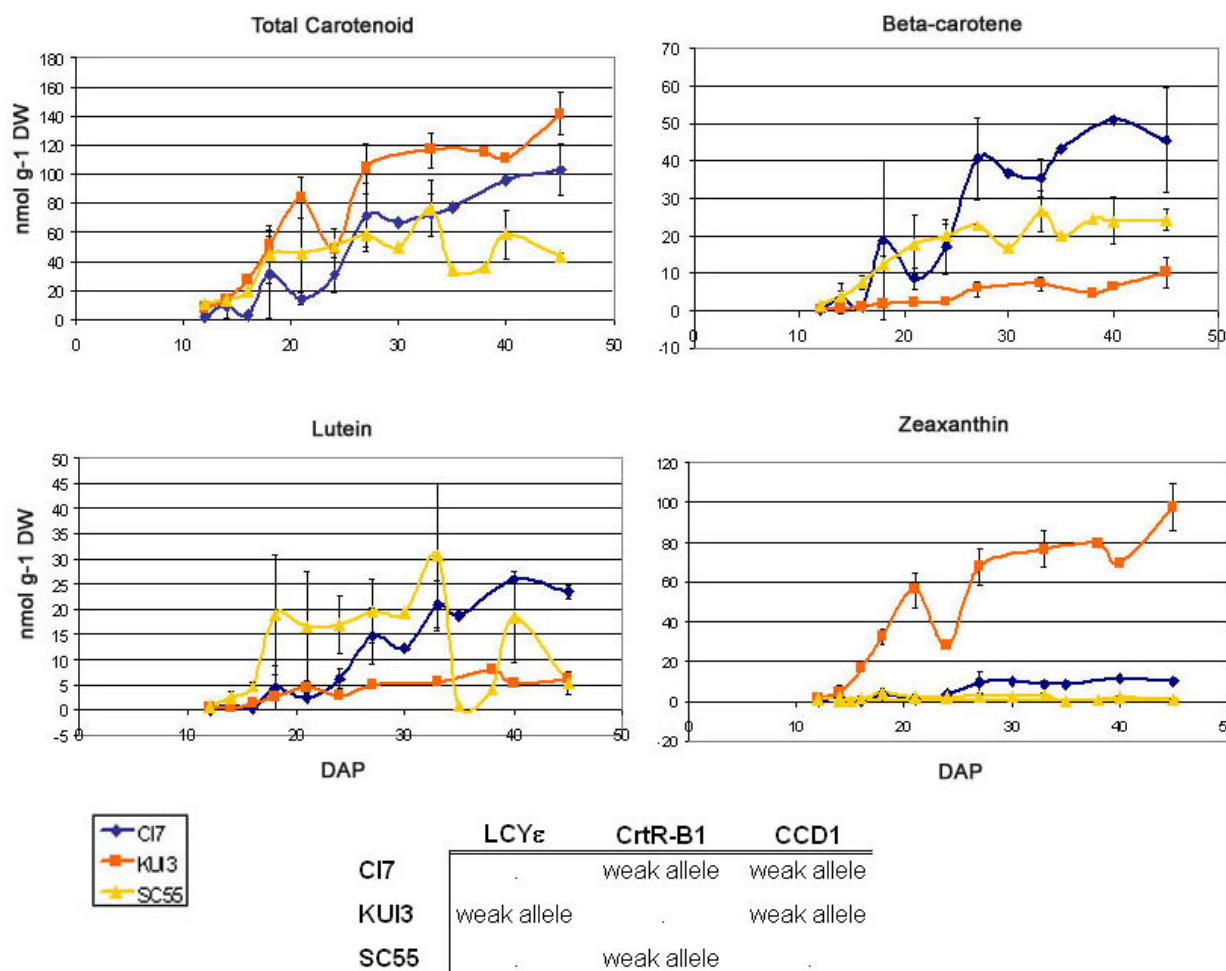 Total Carotenoid
nmol g-1 DW
180
160
140
120
100
80
60
40
20
0
0 10 20 30 40 50
Beta-carotene
70
60
50
40
30
20
10
0
-10
0 10 20 30 40 50
Lutein
nmol g-1 DW
50
45
40
35
30
25
20
15
10
5
0
-5
0 10 20 30 40 50
DAP
Zeaxanthin
120
100
80
60
40
20
0
-20
0 10 20 30 40 50
DAP
CI7
KUI3
SC55
LCYε CrtR-B1 CCD1
CI7 . weak allele weak allele
KUI3 weak allele . weak allele
SC55 . weak allele .